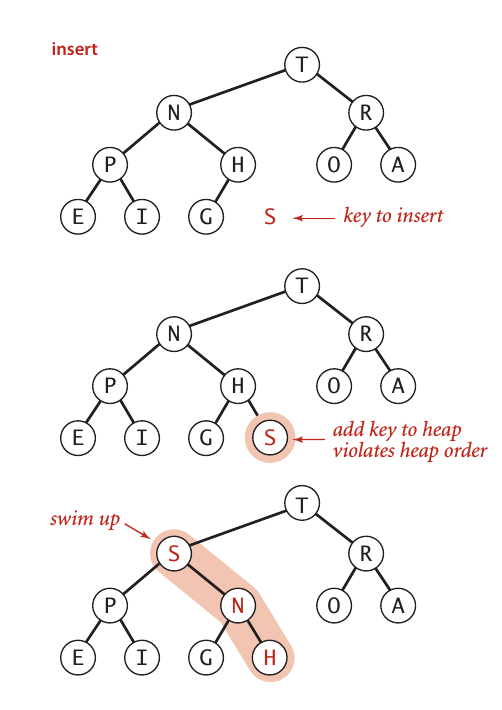 insert
T
N R
P H O A
E I G S key to insert
T
N R
P H O A
E I G S add key to heap
violates heap order
T
swim up
S R
P N O A
E I G H